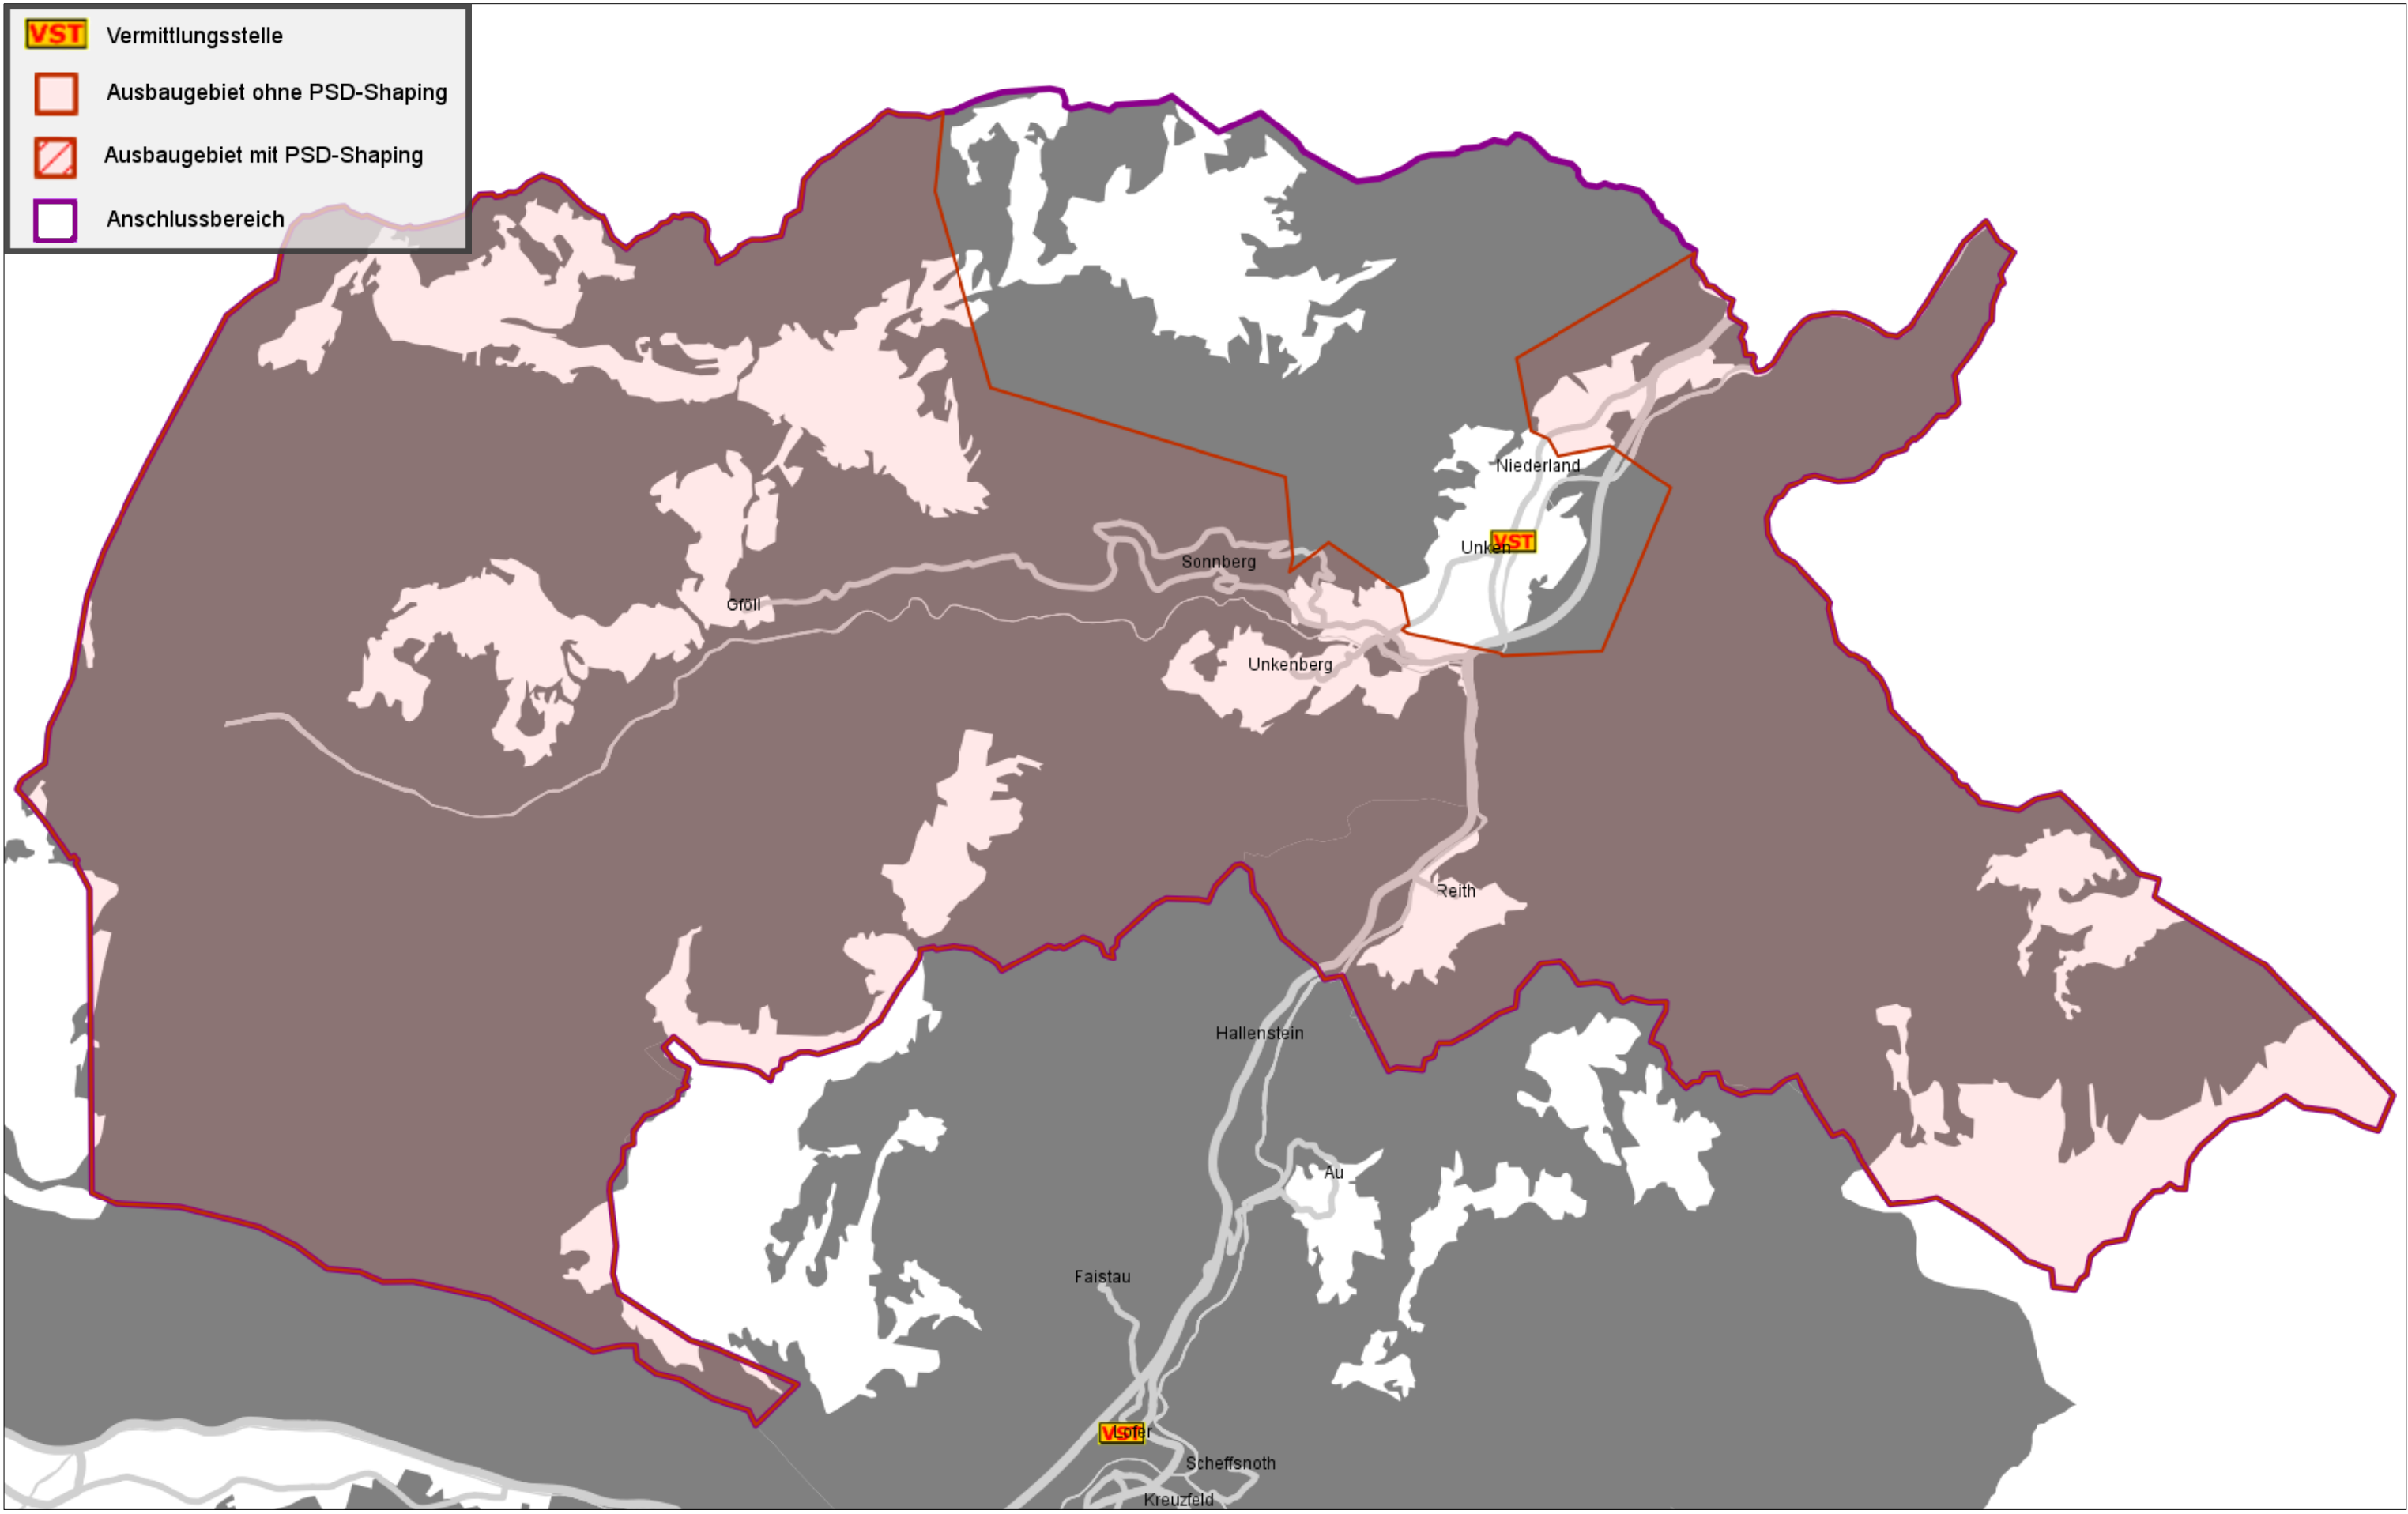 VST Vermittlungsstelle
Ausbaugebiet ohne PSD-Shaping
Ausbaugebiet mit PSD-Shaping
Anschlussbereich
Niederland
VST
Unken
Sonnberg
Gföll
Unkenberg
Reith
Hallenstein
Au
Faistau
VST
Lofer
Scheffsnoth
Kreuzfeld